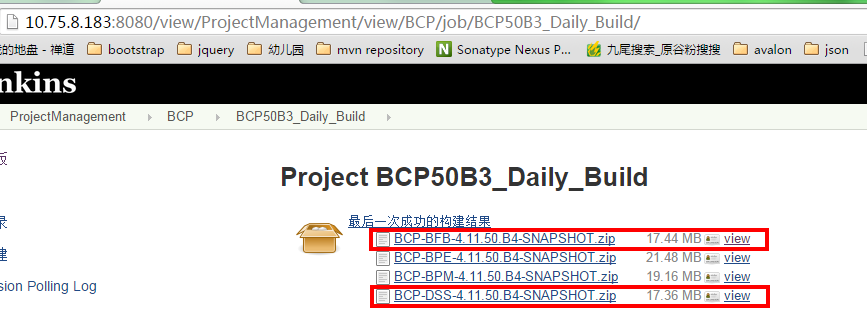 10.75.8.183:8080/view/ProjectManagement/view/BCP/job/BCP50B3_Daily_Build/
的地盘 - 禅道 bootstrap jquery 幼儿园 mvn repository Sonatype Nexus P... 九尾搜索_原谷粉搜搜 avalon json
nkins
ProjectManagement BCP BCP50B3_Daily_Build
Project BCP50B3_Daily_Build
最后一次成功的构建结果
BCP-BFB-4.11.50.B4-SNAPSHOT.zip 17.44 MB view
BCP-BPE-4.11.50.B4-SNAPSHOT.zip 21.48 MB view
BCP-BPM-4.11.50.B4-SNAPSHOT.zip 19.16 MB view
sion Polling Log
BCP-DSS-4.11.50.B4-SNAPSHOT.zip 17.36 MB view